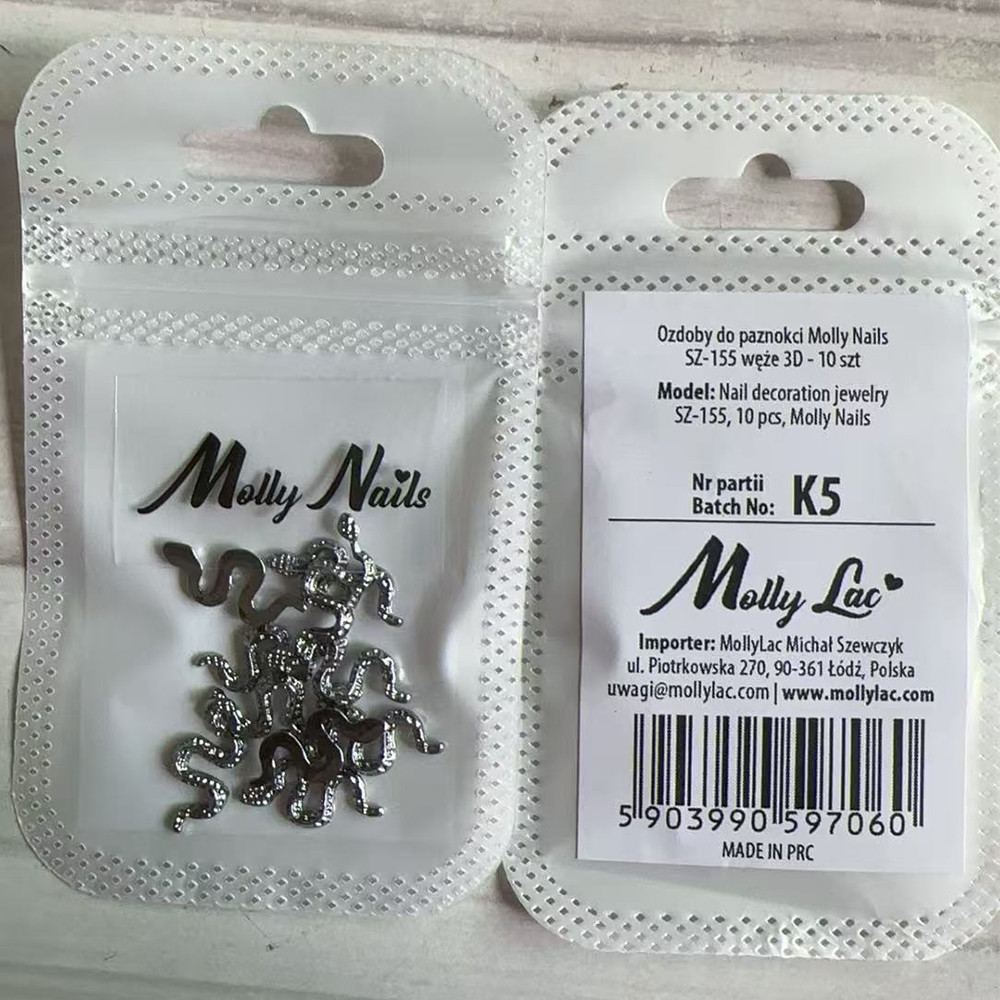 Molly Nails
Ozdoby do paznokci Molly Nails
SZ-155 węże 3D - 10 szt
Model: Nail decoration jewelry
SZ-155, 10 pcs, Molly Nails
Nr partii
Batch No: K5
Molly Lac
Importer: MollyLac Michał Szewczyk
ul. Piotrkowska 270, 90-361 Łódź, Polska
uwagi@mollylac.com | www.mollylac.com
5 903990 597060
MADE IN PRC